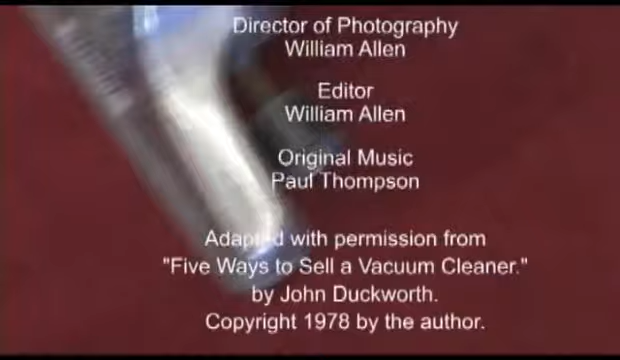 Director of Photography
William Allen
Editor
William Allen
Original Music
Paul Thompson
Adapted with permission from
"Five Ways to Sell a Vacuum Cleaner."
by John Duckworth.
Copyright 1978 by the author.